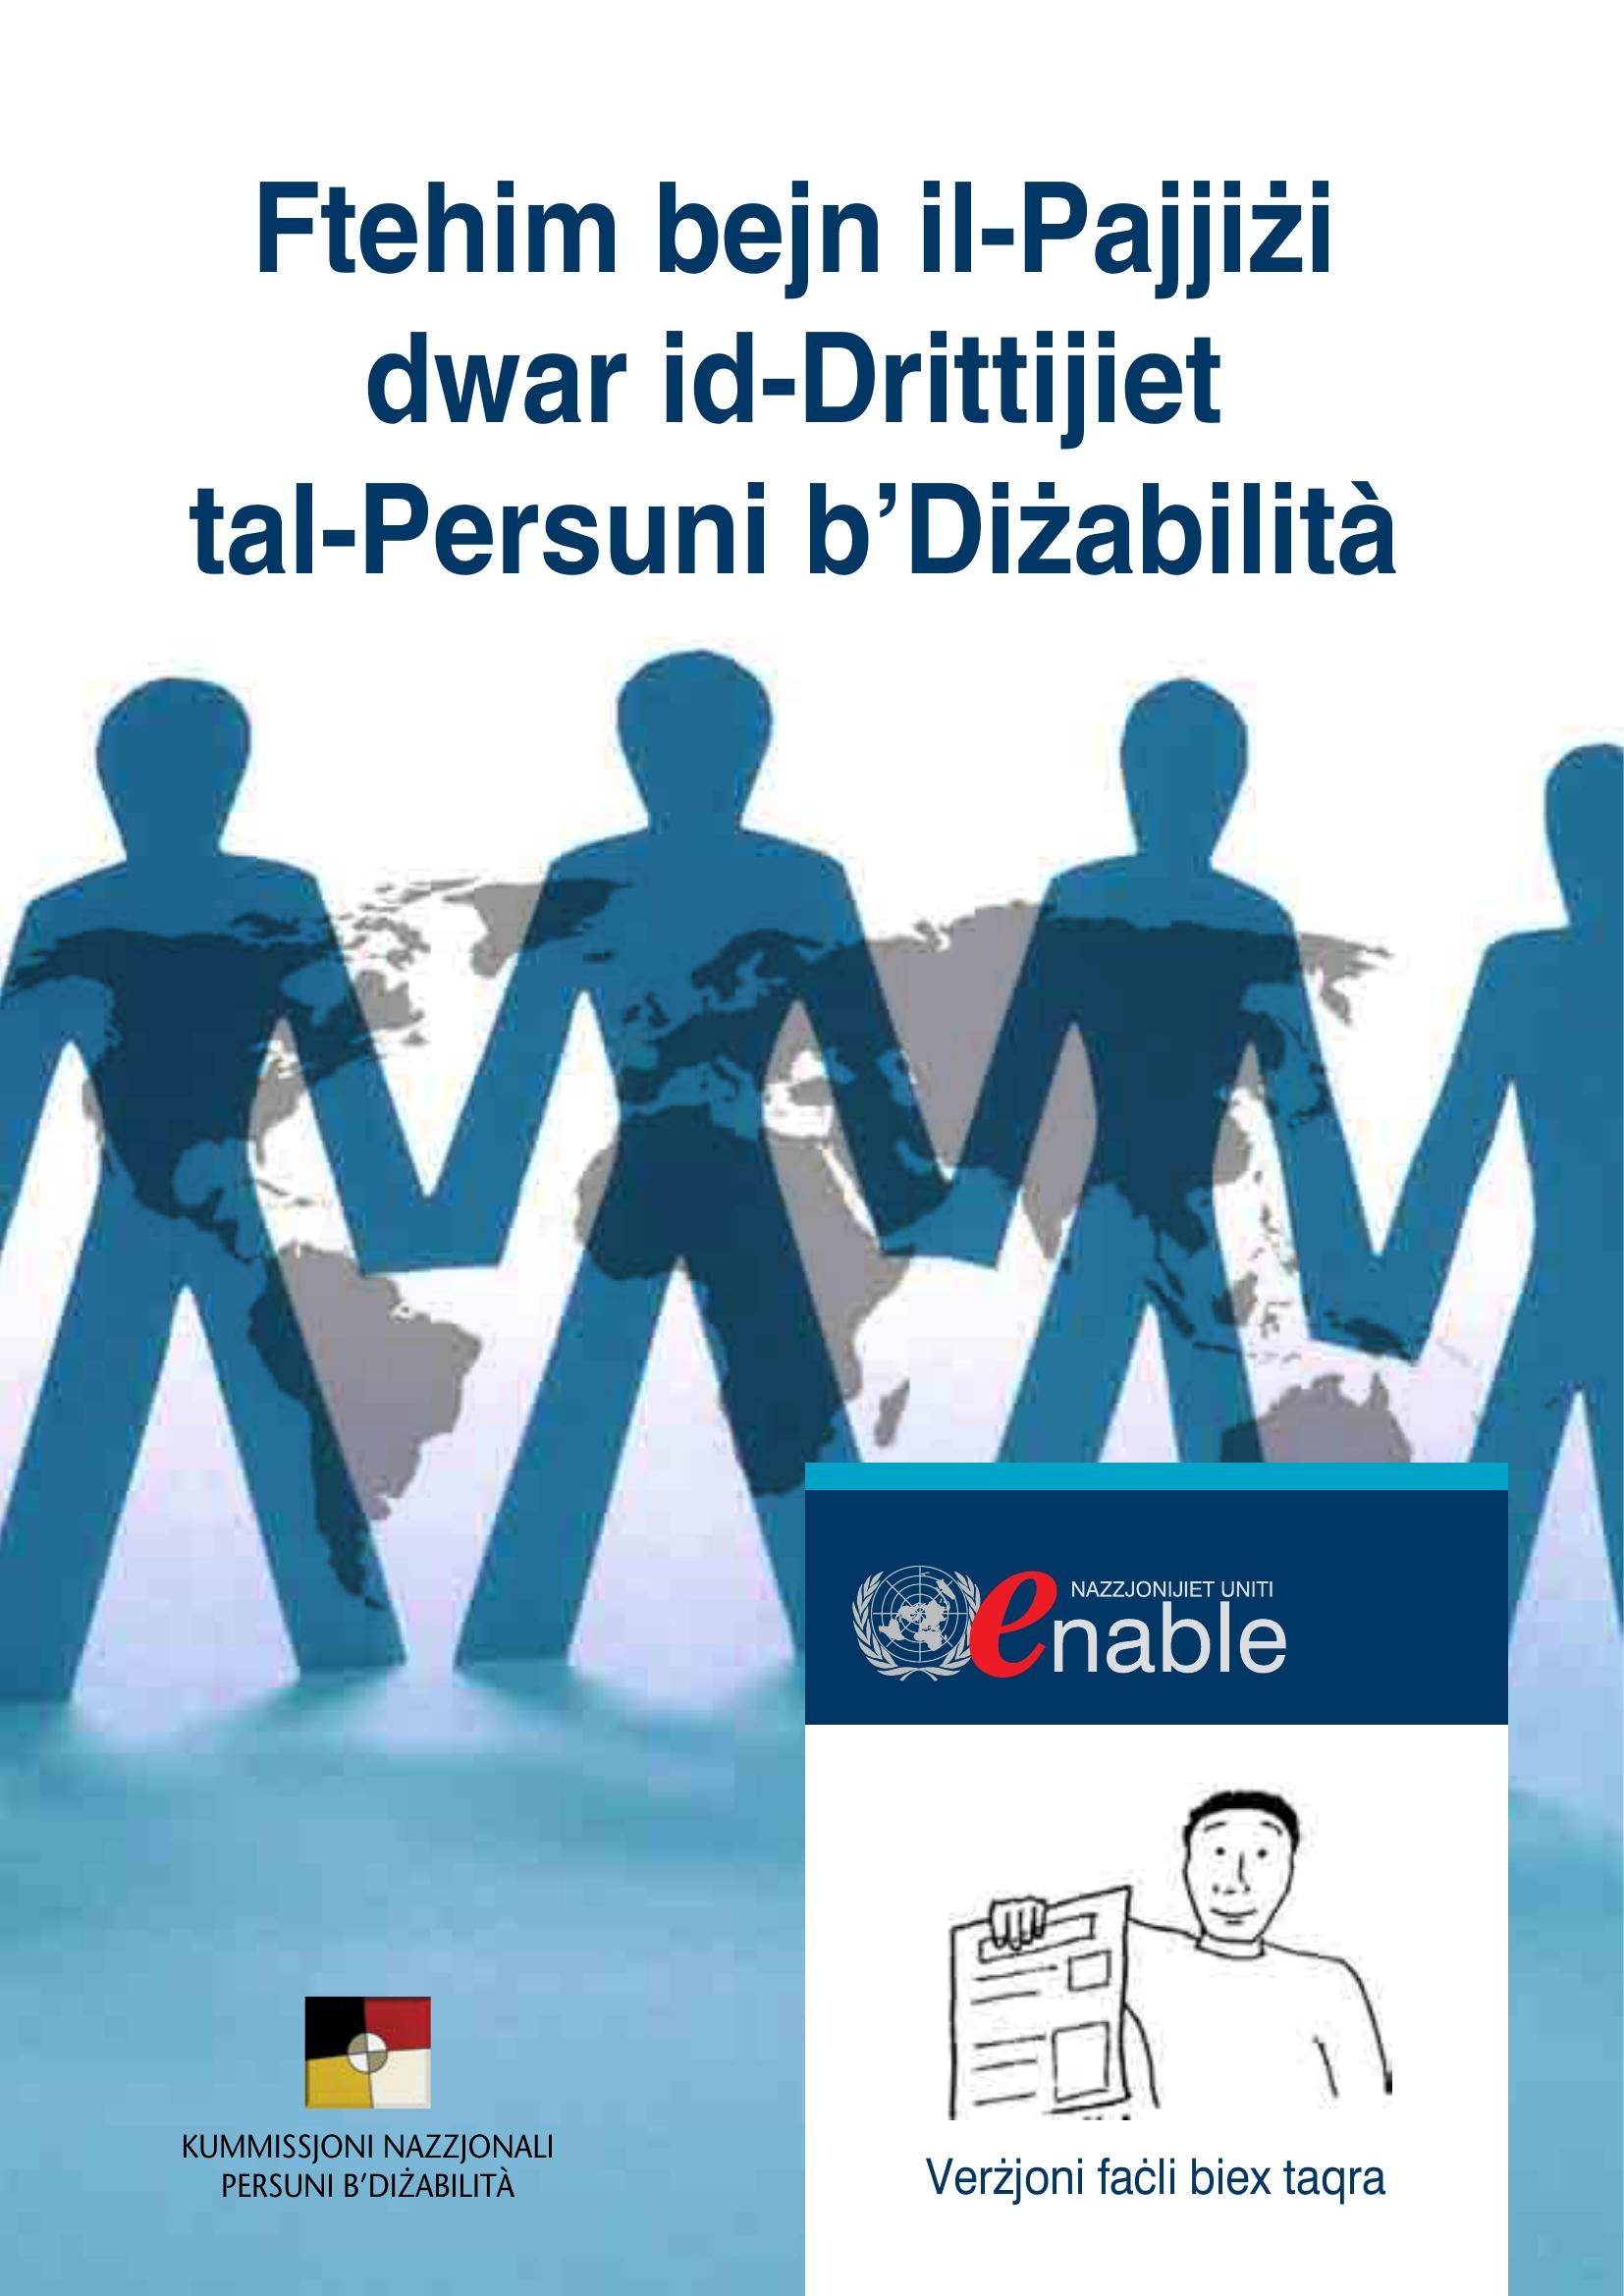 Ftehim bejn il-Pajjiżi
dwar id-Drittijiet
tal-Persuni b’Diżabilità
NAZZJONIJIET UNITI
enable
KUMMISSJONI NAZZJONALI
PERSUNI B’DIŻABILITÀ
Verżjoni faċli biex taqra